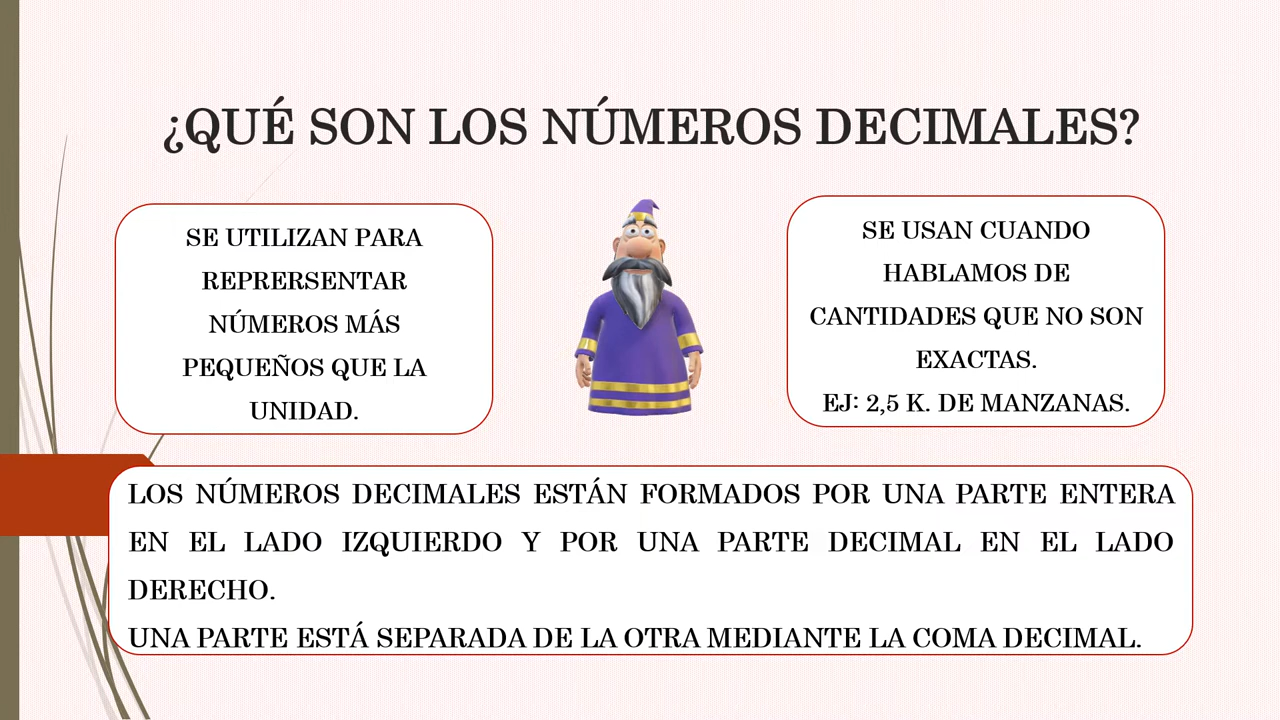 ¿QUÉ SON LOS NÚMEROS DECIMALES?
SE UTILIZAN PARA
REPRERSENTAR
NÚMEROS MÁS
PEQUEÑOS QUE LA
UNIDAD.
SE USAN CUANDO
HABLAMOS DE
CANTIDADES QUE NO SON
EXACTAS.
EJ: 2,5 K. DE MANZANAS.
LOS NÚMEROS DECIMALES ESTÁN FORMADOS POR UNA PARTE ENTERA
EN EL LADO IZQUIERDO Y POR UNA PARTE DECIMAL EN EL LADO
DERECHO.
UNA PARTE ESTÁ SEPARADA DE LA OTRA MEDIANTE LA COMA DECIMAL.